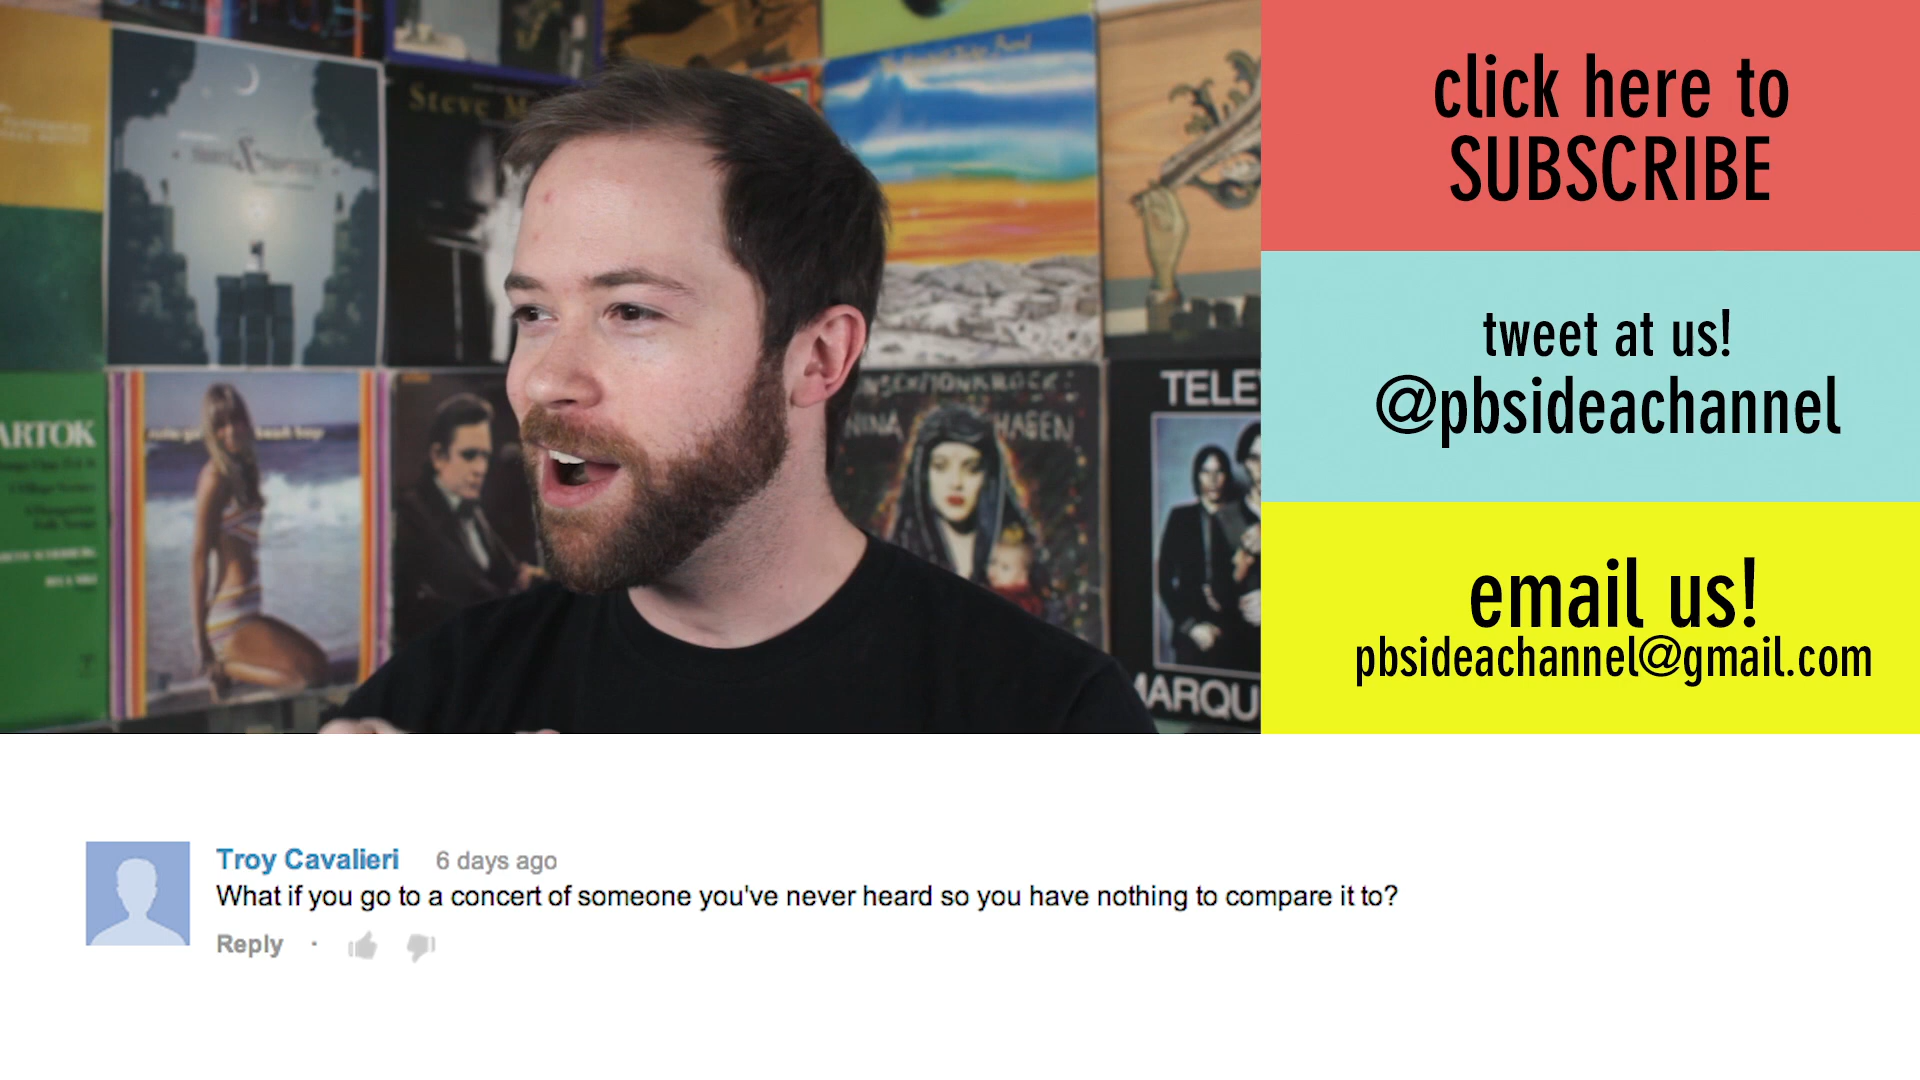 Steve M
ARTOK
NINA HAGEN
TELE
MARQU
click here to
SUBSCRIBE
tweet at us!
@pbsideachannel
email us!
pbsideachannel@gmail.com
Troy Cavalieri 6 days ago
What if you go to a concert of someone you've never heard so you have nothing to compare it to?
Reply ·